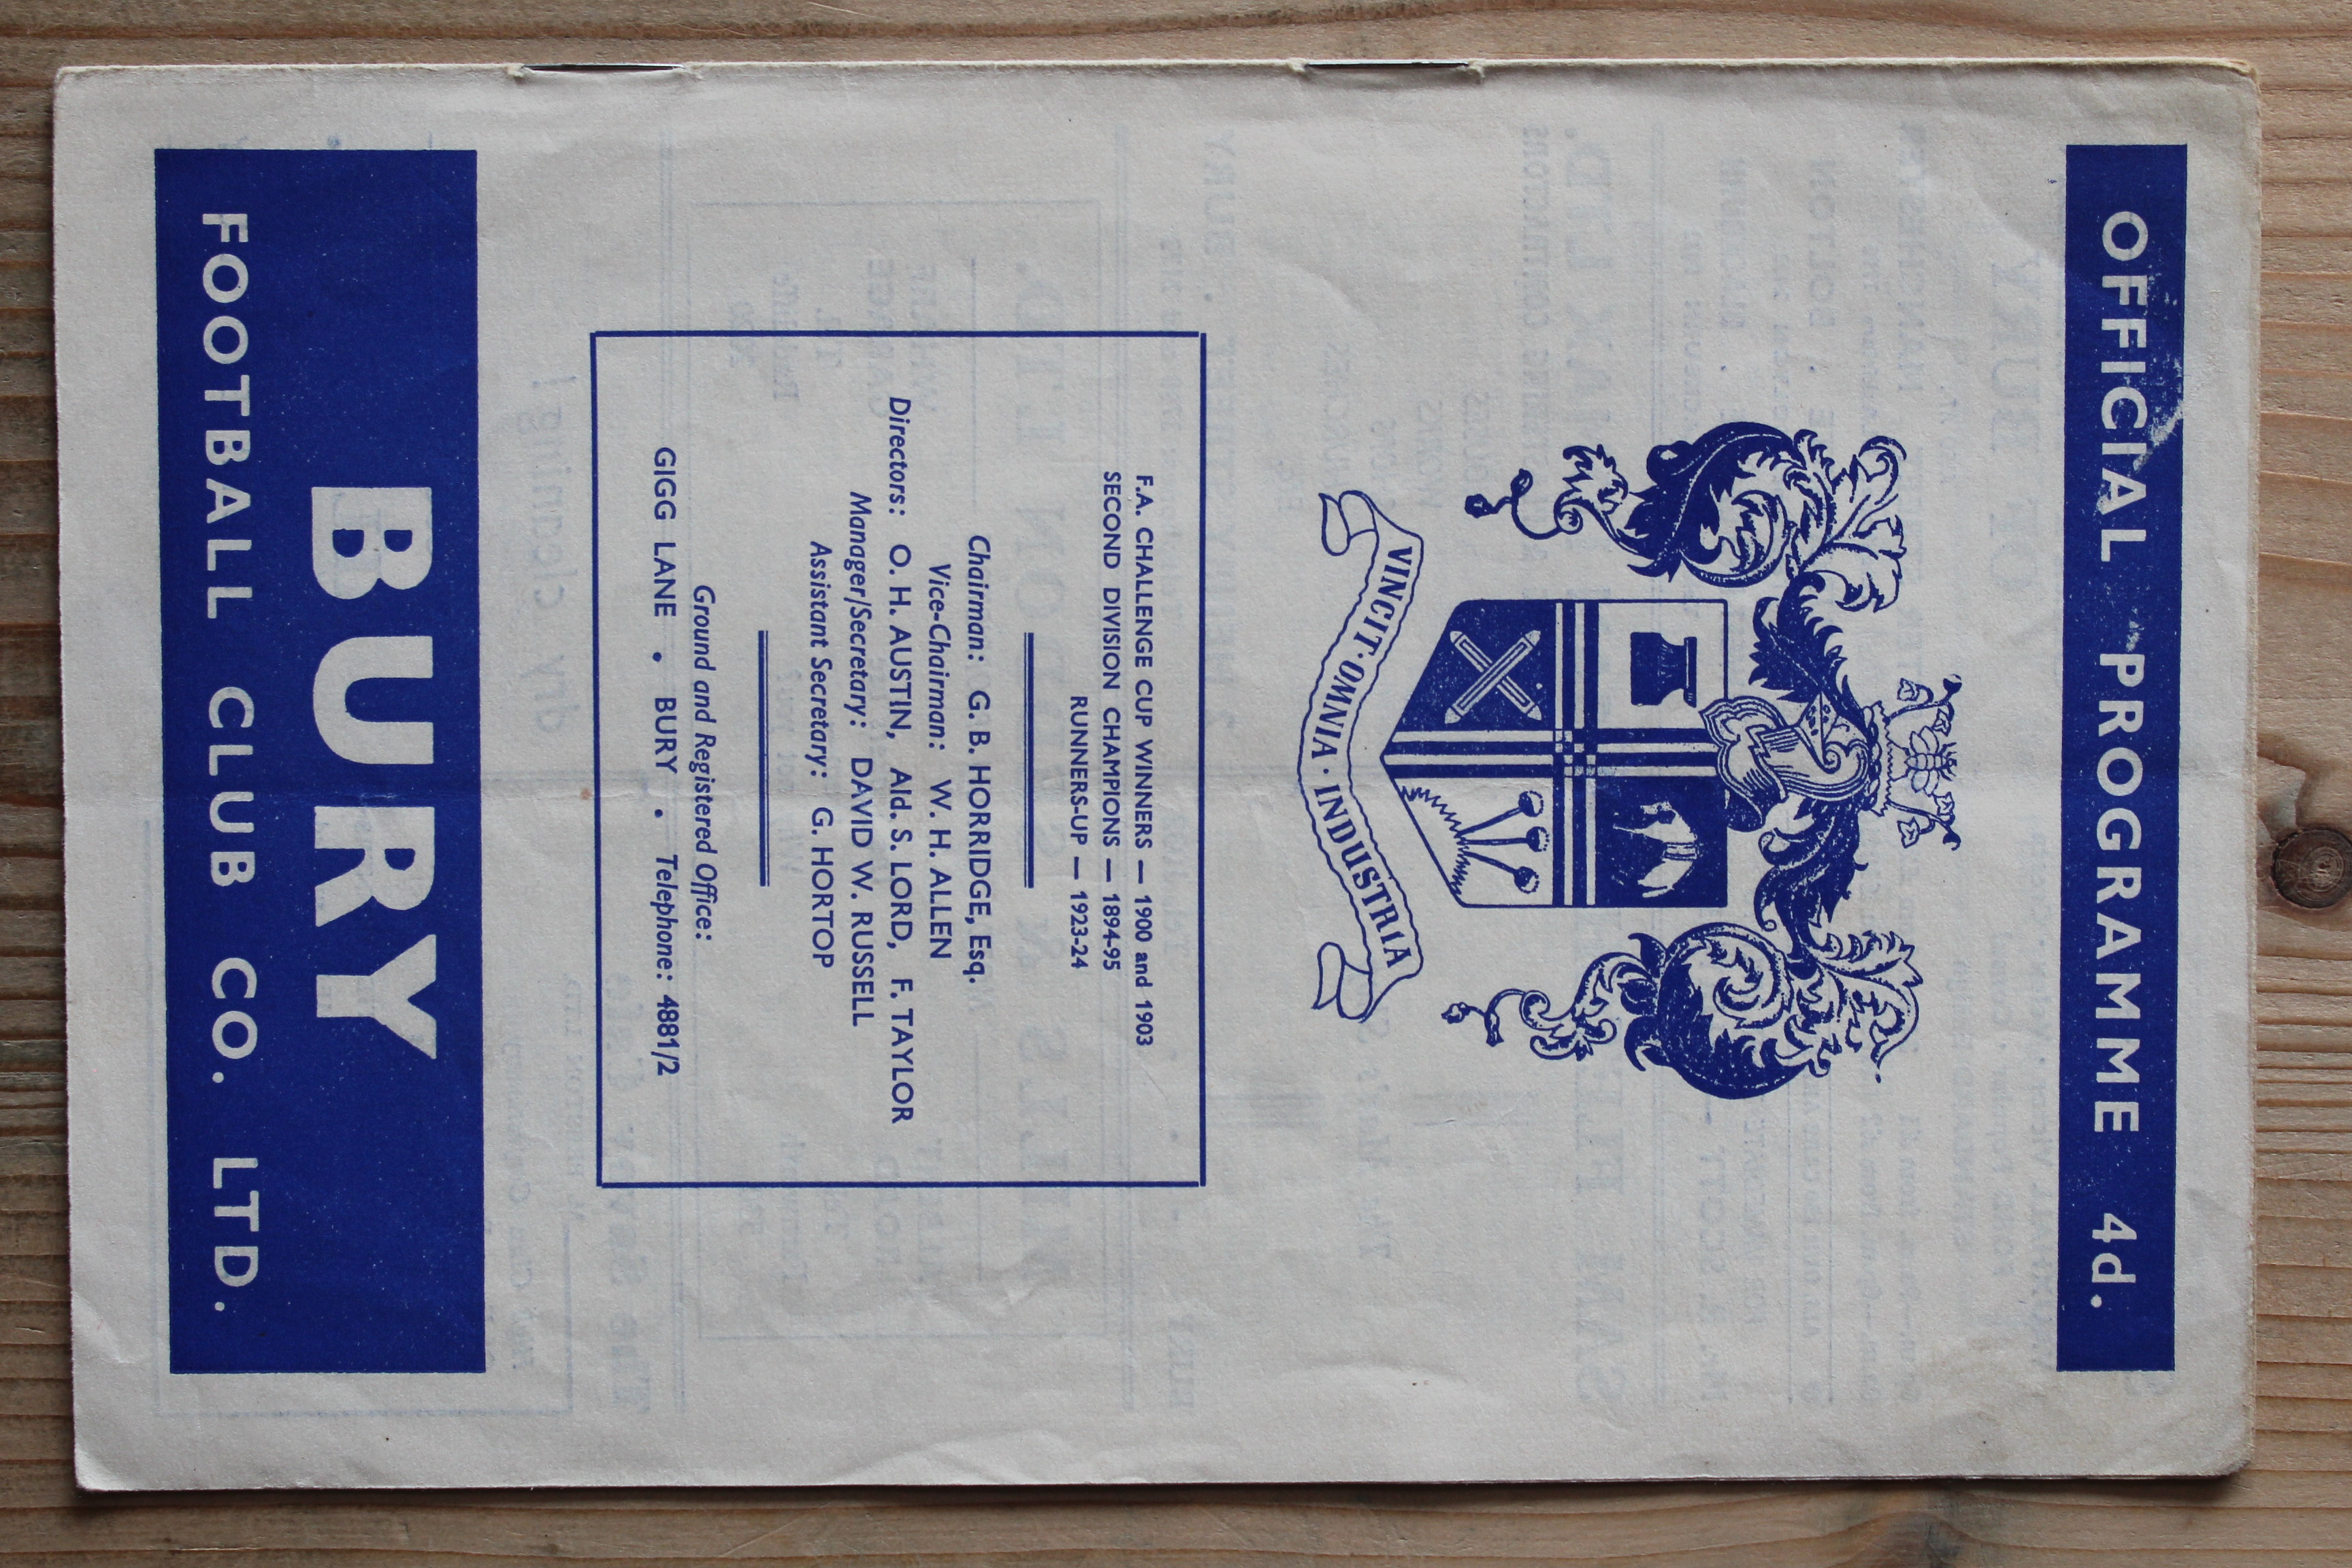 OFFICIAL PROGRAMME 4d.
VINCIT · OMNIA · INDUSTRIA
F.A. CHALLENGE CUP WINNERS — 1900 and 1903
SECOND DIVISION CHAMPIONS — 1894-95
RUNNERS-UP — 1923-24
Chairman: G. B. HORRIDGE, Esq.
Vice-Chairman: W. H. ALLEN
Directors: O. H. AUSTIN, Ald. S. LORD, F. TAYLOR
Manager/Secretary: DAVID W. RUSSELL
Assistant Secretary: G. HORTOP
Ground and Registered Office:
GIGG LANE • BURY • Telephone: 4881/2
BURY
FOOTBALL CLUB CO. LTD.